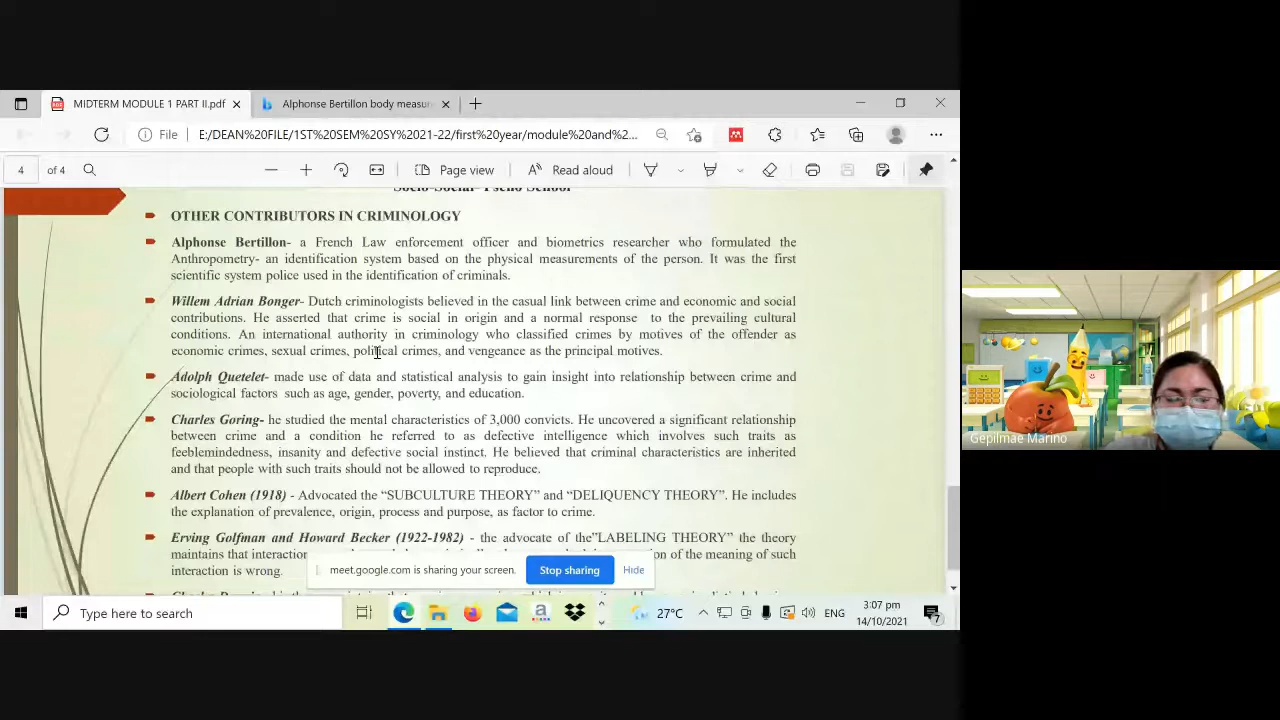 MIDTERM MODULE 1 PART II.pdf
Alphonse Bertillon body measur
File
E:/DEAN%20FILE/1ST%20SEM%20SY%202021-22/first%20year/module%20and%2...
4 of 4
Page view
Read aloud
OTHER CONTRIBUTORS IN CRIMINOLOGY
Alphonse Bertillon- a French Law enforcement officer and biometrics researcher who formulated the
Anthropometry- an identification system based on the physical measurements of the person. It was the first
scientific system police used in the identification of criminals.
Willem Adrian Bonger- Dutch criminologists believed in the casual link between crime and economic and social
contributions. He asserted that crime is social in origin and a normal response to the prevailing cultural
conditions. An international authority in criminology who classified crimes by motives of the offender as
economic crimes, sexual crimes, political crimes, and vengeance as the principal motives.
Adolph Quetelet- made use of data and statistical analysis to gain insight into relationship between crime and
sociological factors such as age, gender, poverty, and education.
Charles Goring- he studied the mental characteristics of 3,000 convicts. He uncovered a significant relationship
between crime and a condition he referred to as defective intelligence which involves such traits as
feeblemindedness, insanity and defective social instinct. He believed that criminal characteristics are inherited
and that people with such traits should not be allowed to reproduce.
Albert Cohen (1918) - Advocated the “SUBCULTURE THEORY” and “DELIQUENCY THEORY”. He includes
the explanation of prevalence, origin, process and purpose, as factor to crime.
Erving Golfman and Howard Becker (1922-1982) - the advocate of the”LABELING THEORY” the theory
maintains that interaction of the meaning of such
interaction is wrong.
meet.google.com is sharing your screen.
Stop sharing
Hide
Gepilmae Marino
Type here to search
27°C
ENG
3:07 pm
14/10/2021
7